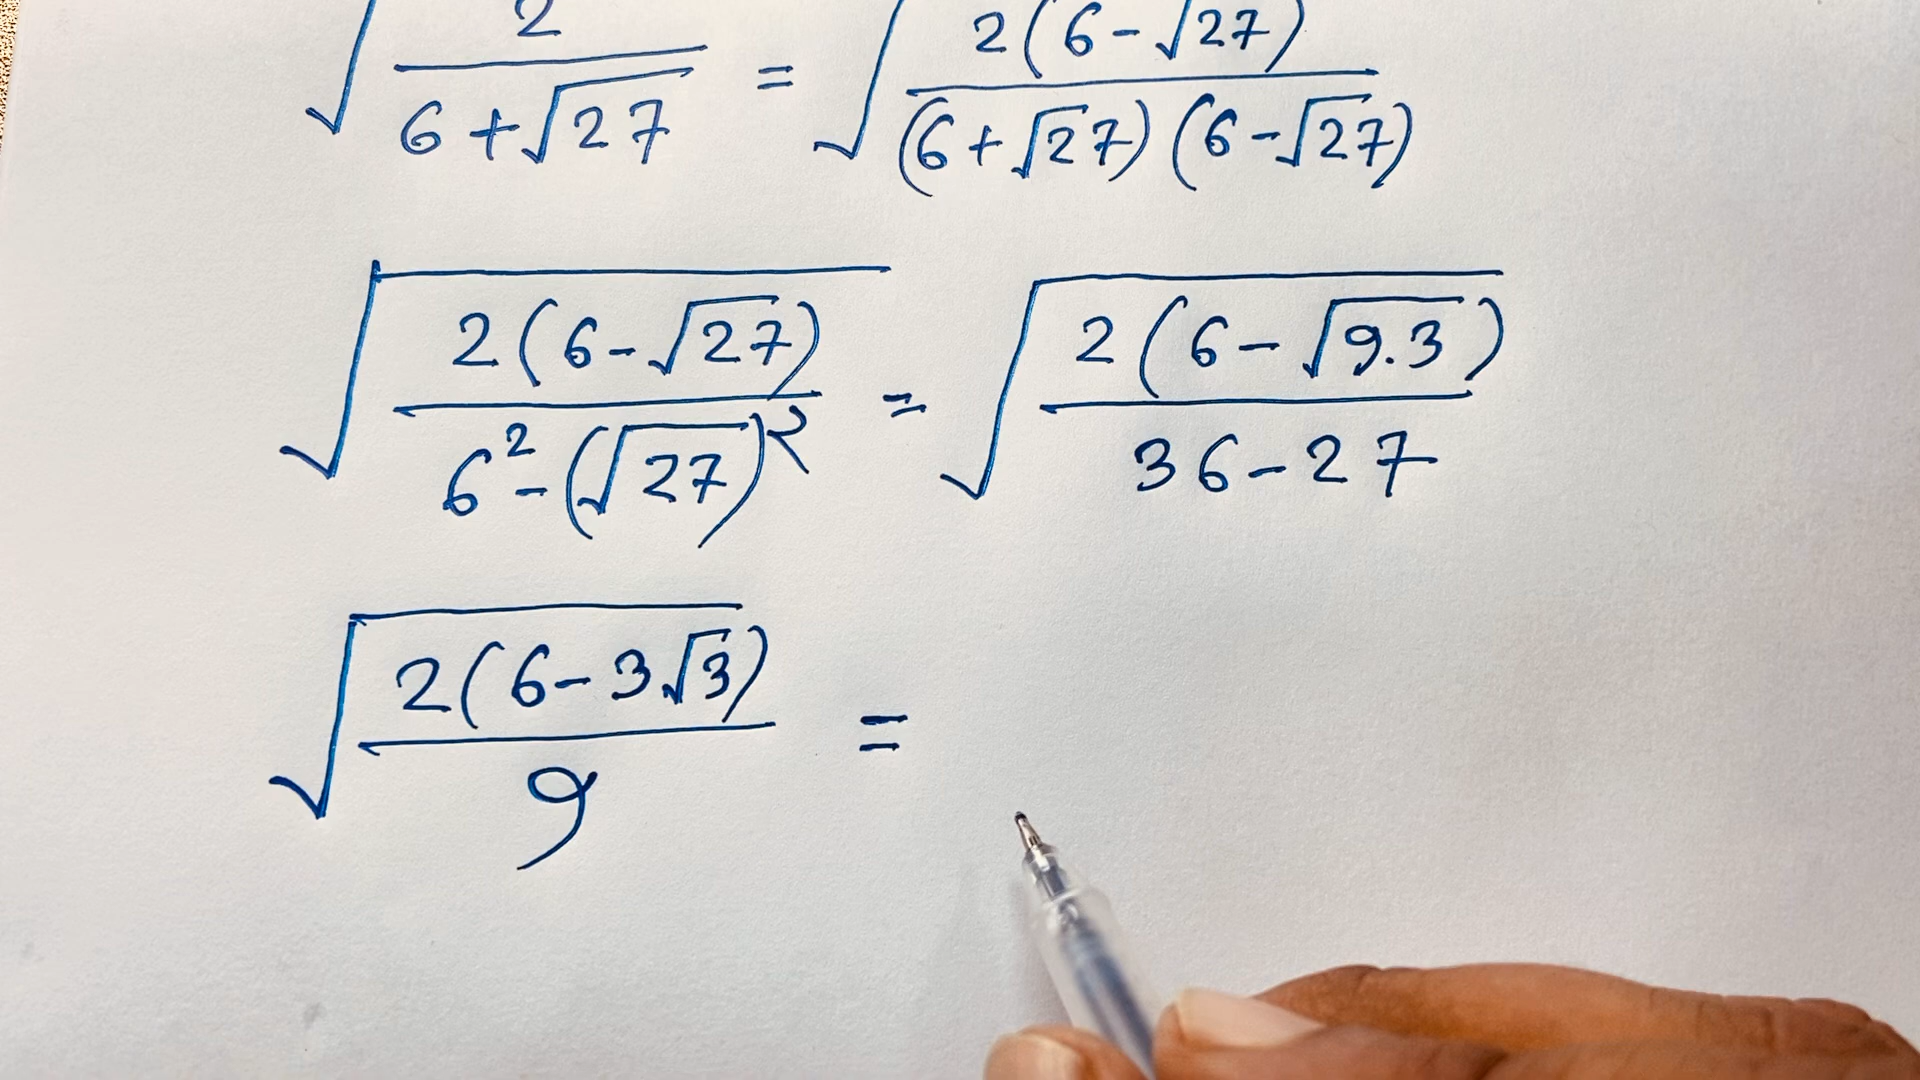 √(2/(6+√27)) = √(2(6-√27)/((6+√27)(6-√27)))
√(2(6-√27)/(6²-(√27)²)) = √(2(6-√9.3)/(36-27))
√(2(6-3√3)/9) =